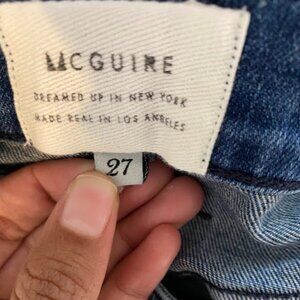 MCGUIRE
DREAMED UP IN NEW YORK
MADE REAL IN LOS ANGELES
27